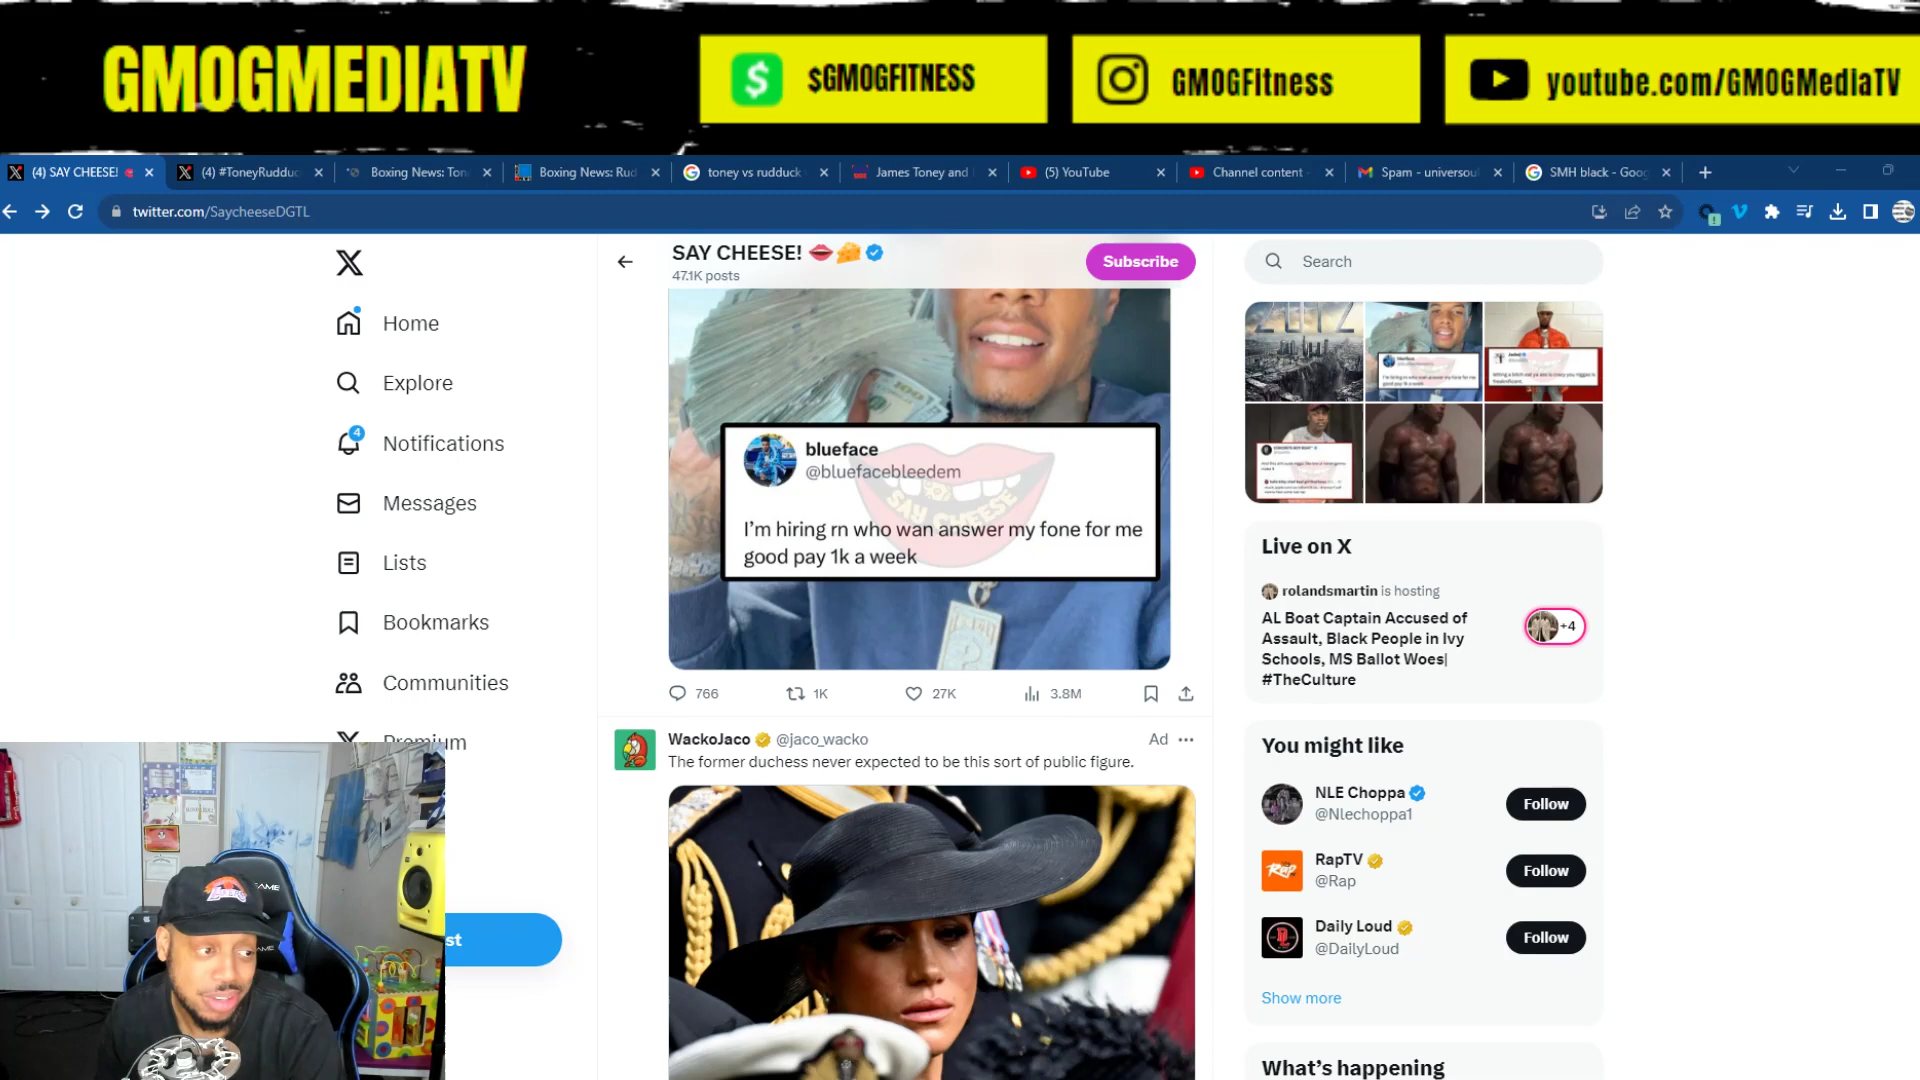 GMOGMEDIATV
$GMOGFITNESS
GMOGFItness
youtube.com/GMOGMediaTV
(4) SAY CHEESE!
(4) #ToneyRudduc
Boxing News: Ton
Boxing News: Rud
toney vs rudduck
James Toney and
(5) YouTube
Channel content -
Spam - universou
SMH black - Goog
twitter.com/SaycheeseDGTL
SAY CHEESE! 👄🧀
47.1K posts
Subscribe
Search
Home
Explore
4
Notifications
Messages
Lists
Bookmarks
Communities
Premium
st
blueface
@bluefacebleedem
SAY CHEESE
I'm hiring rn who wan answer my fone for me
good pay 1k a week
766
1K
27K
3.8M
WackoJaco @jaco_wacko
Ad
The former duchess never expected to be this sort of public figure.
2012
Live on X
rolandsmartin is hosting
AL Boat Captain Accused of
Assault, Black People in Ivy
Schools, MS Ballot Woes|
#TheCulture
+4
You might like
NLE Choppa
@Nlechoppa1
Follow
RapTV
@Rap
Follow
Daily Loud
@DailyLoud
Follow
Show more
What's happening